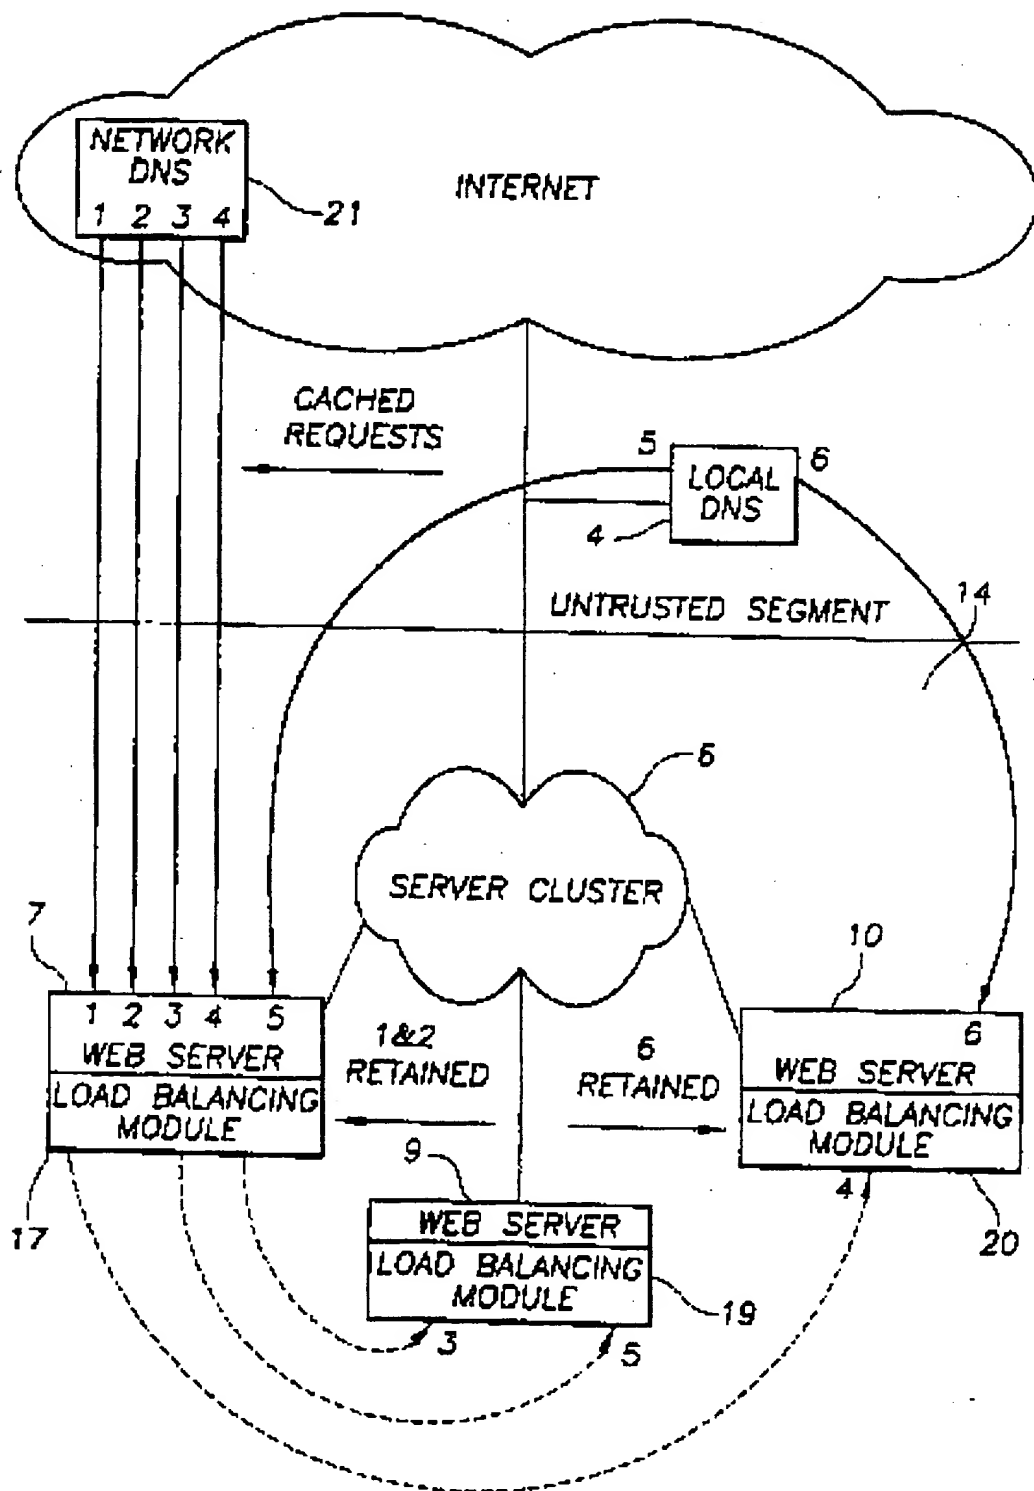 NETWORK
DNS
1 2 3 4
21
INTERNET
CACHED
REQUESTS
5
LOCAL
DNS
6
4
UNTRUSTED SEGMENT
14
6
SERVER CLUSTER
7
10
1 2 3 4 5
WEB SERVER
LOAD BALANCING
MODULE
17
1&2
RETAINED
6
RETAINED
6
WEB SERVER
LOAD BALANCING
MODULE
4
20
9
WEB SERVER
LOAD BALANCING
MODULE
19
3
5